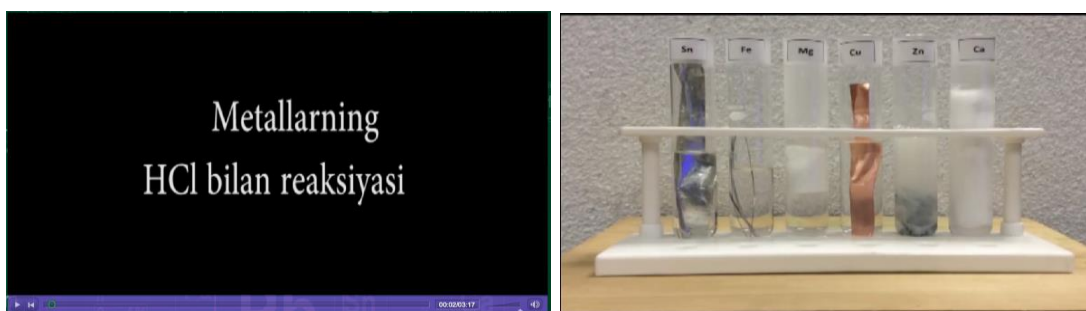 Metallarning
HCl bilan reaksiyasi
00:02/03:17
Sn Fe Mg Cu Zn Ca